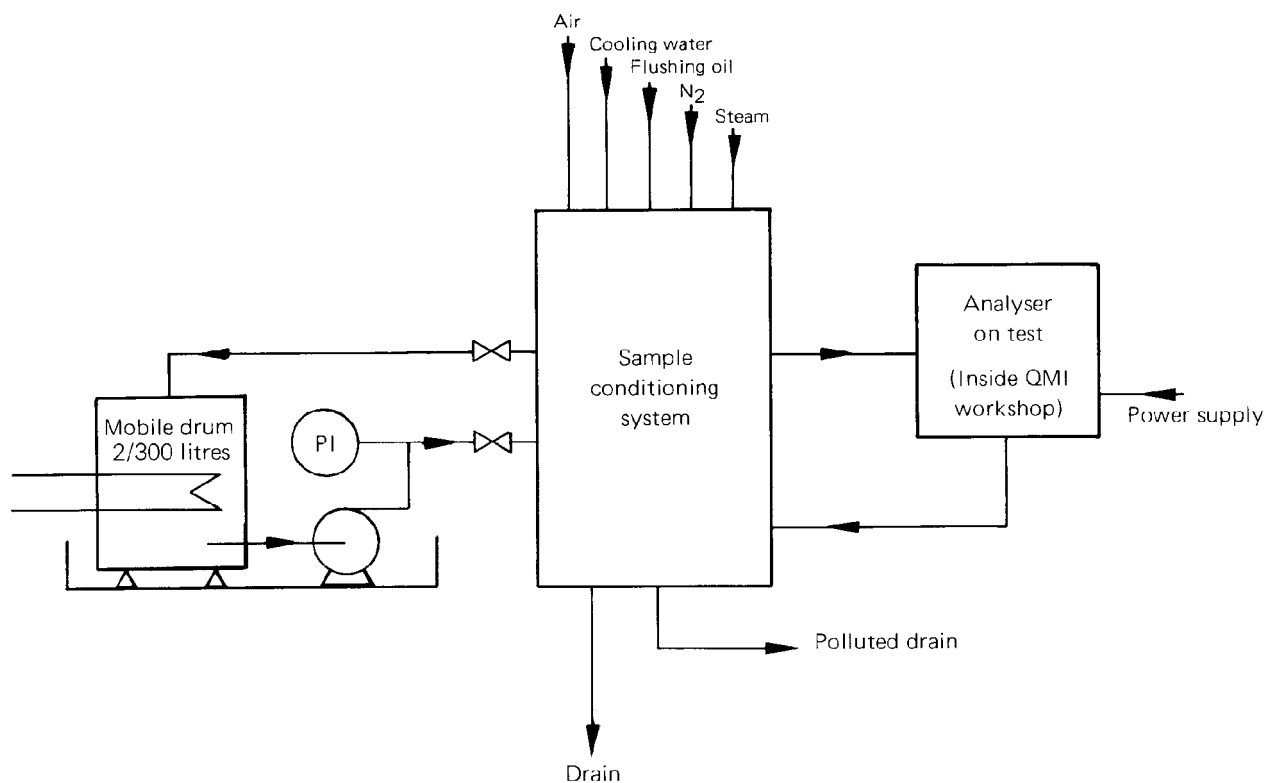 Air
Cooling water
Flushing oil
N2
Steam
Analyser
on test
(Inside QMI
workshop)
Power supply
Sample
conditioning
system
Mobile drum
2/300 litres
PI
Polluted drain
Drain